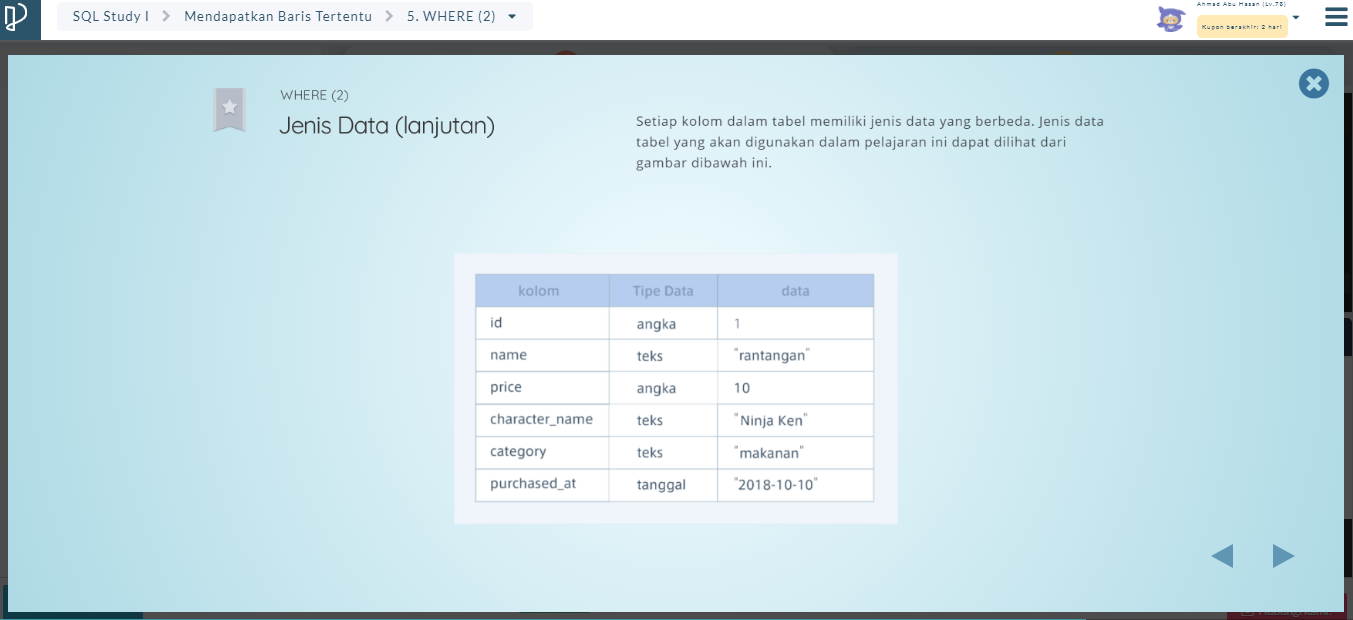 SQL Study I > Mendapatkan Baris Tertentu > 5. WHERE (2)
Ahmad Abu Hasan (Lv.78)
Kupon berakhir: 2 hari
WHERE (2)
Jenis Data (lanjutan)
Setiap kolom dalam tabel memiliki jenis data yang berbeda. Jenis data
tabel yang akan digunakan dalam pelajaran ini dapat dilihat dari
gambar dibawah ini.
kolom Tipe Data data
id angka 1
name teks "rantangan"
price angka 10
character_name teks "Ninja Ken"
category teks "makanan"
purchased_at tanggal "2018-10-10"